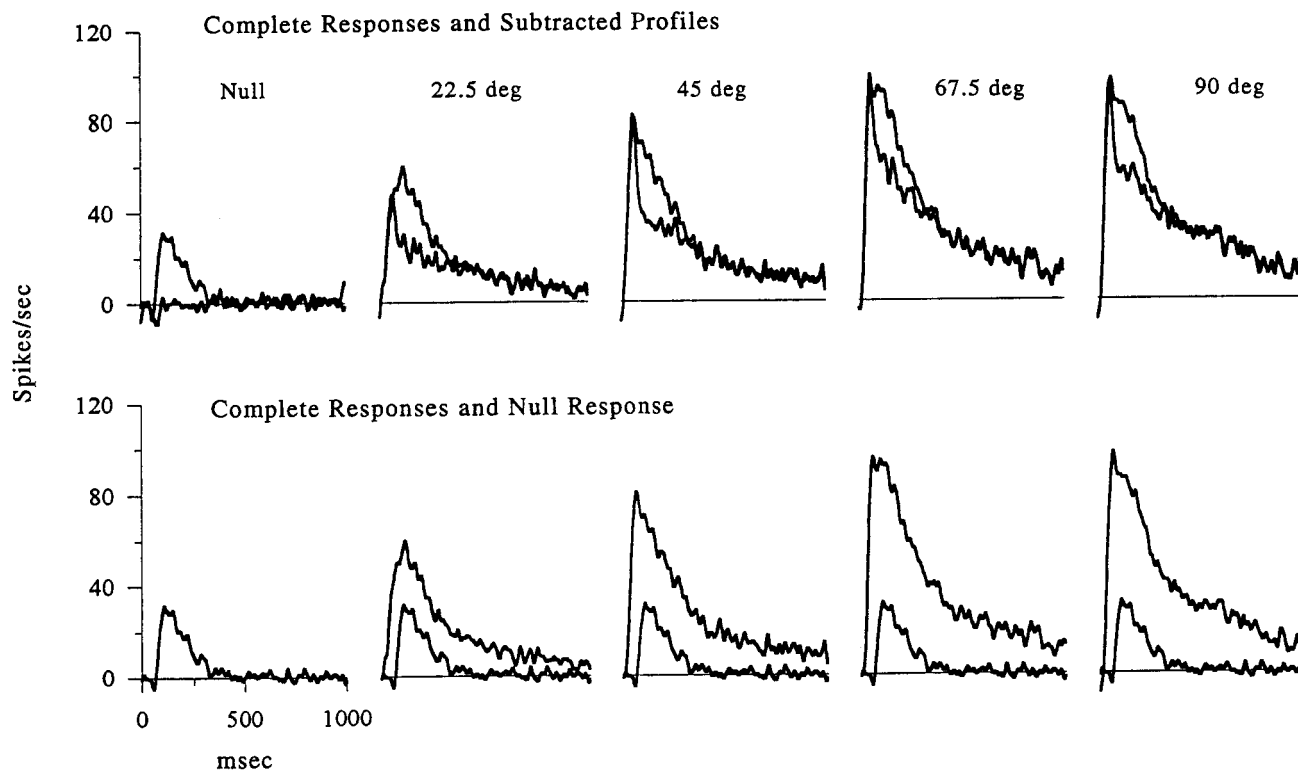 Complete Responses and Subtracted Profiles
120
80
40
0
Null
22.5 deg
45 deg
67.5 deg
90 deg
Spikes/sec
Complete Responses and Null Response
120
80
40
0
0
500
1000
msec